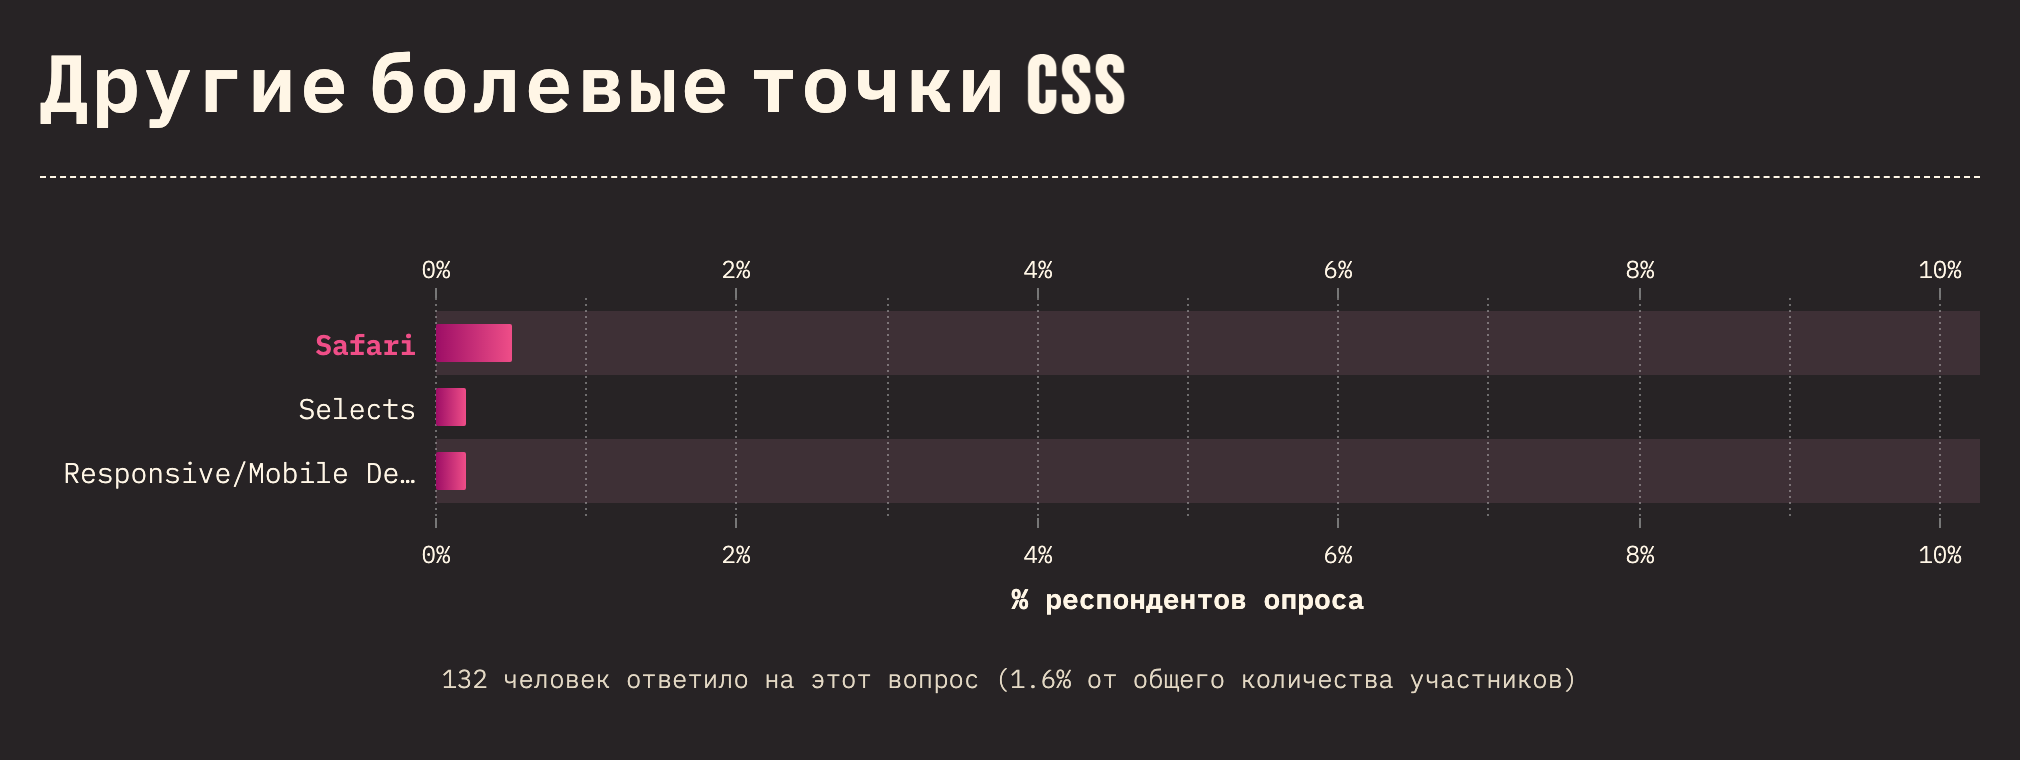 Другие болевые точки CSS
0% 2% 4% 6% 8% 10%
Safari
Selects
Responsive/Mobile De…
0% 2% 4% 6% 8% 10%
% респондентов опроса
132 человек ответило на этот вопрос (1.6% от общего количества участников)